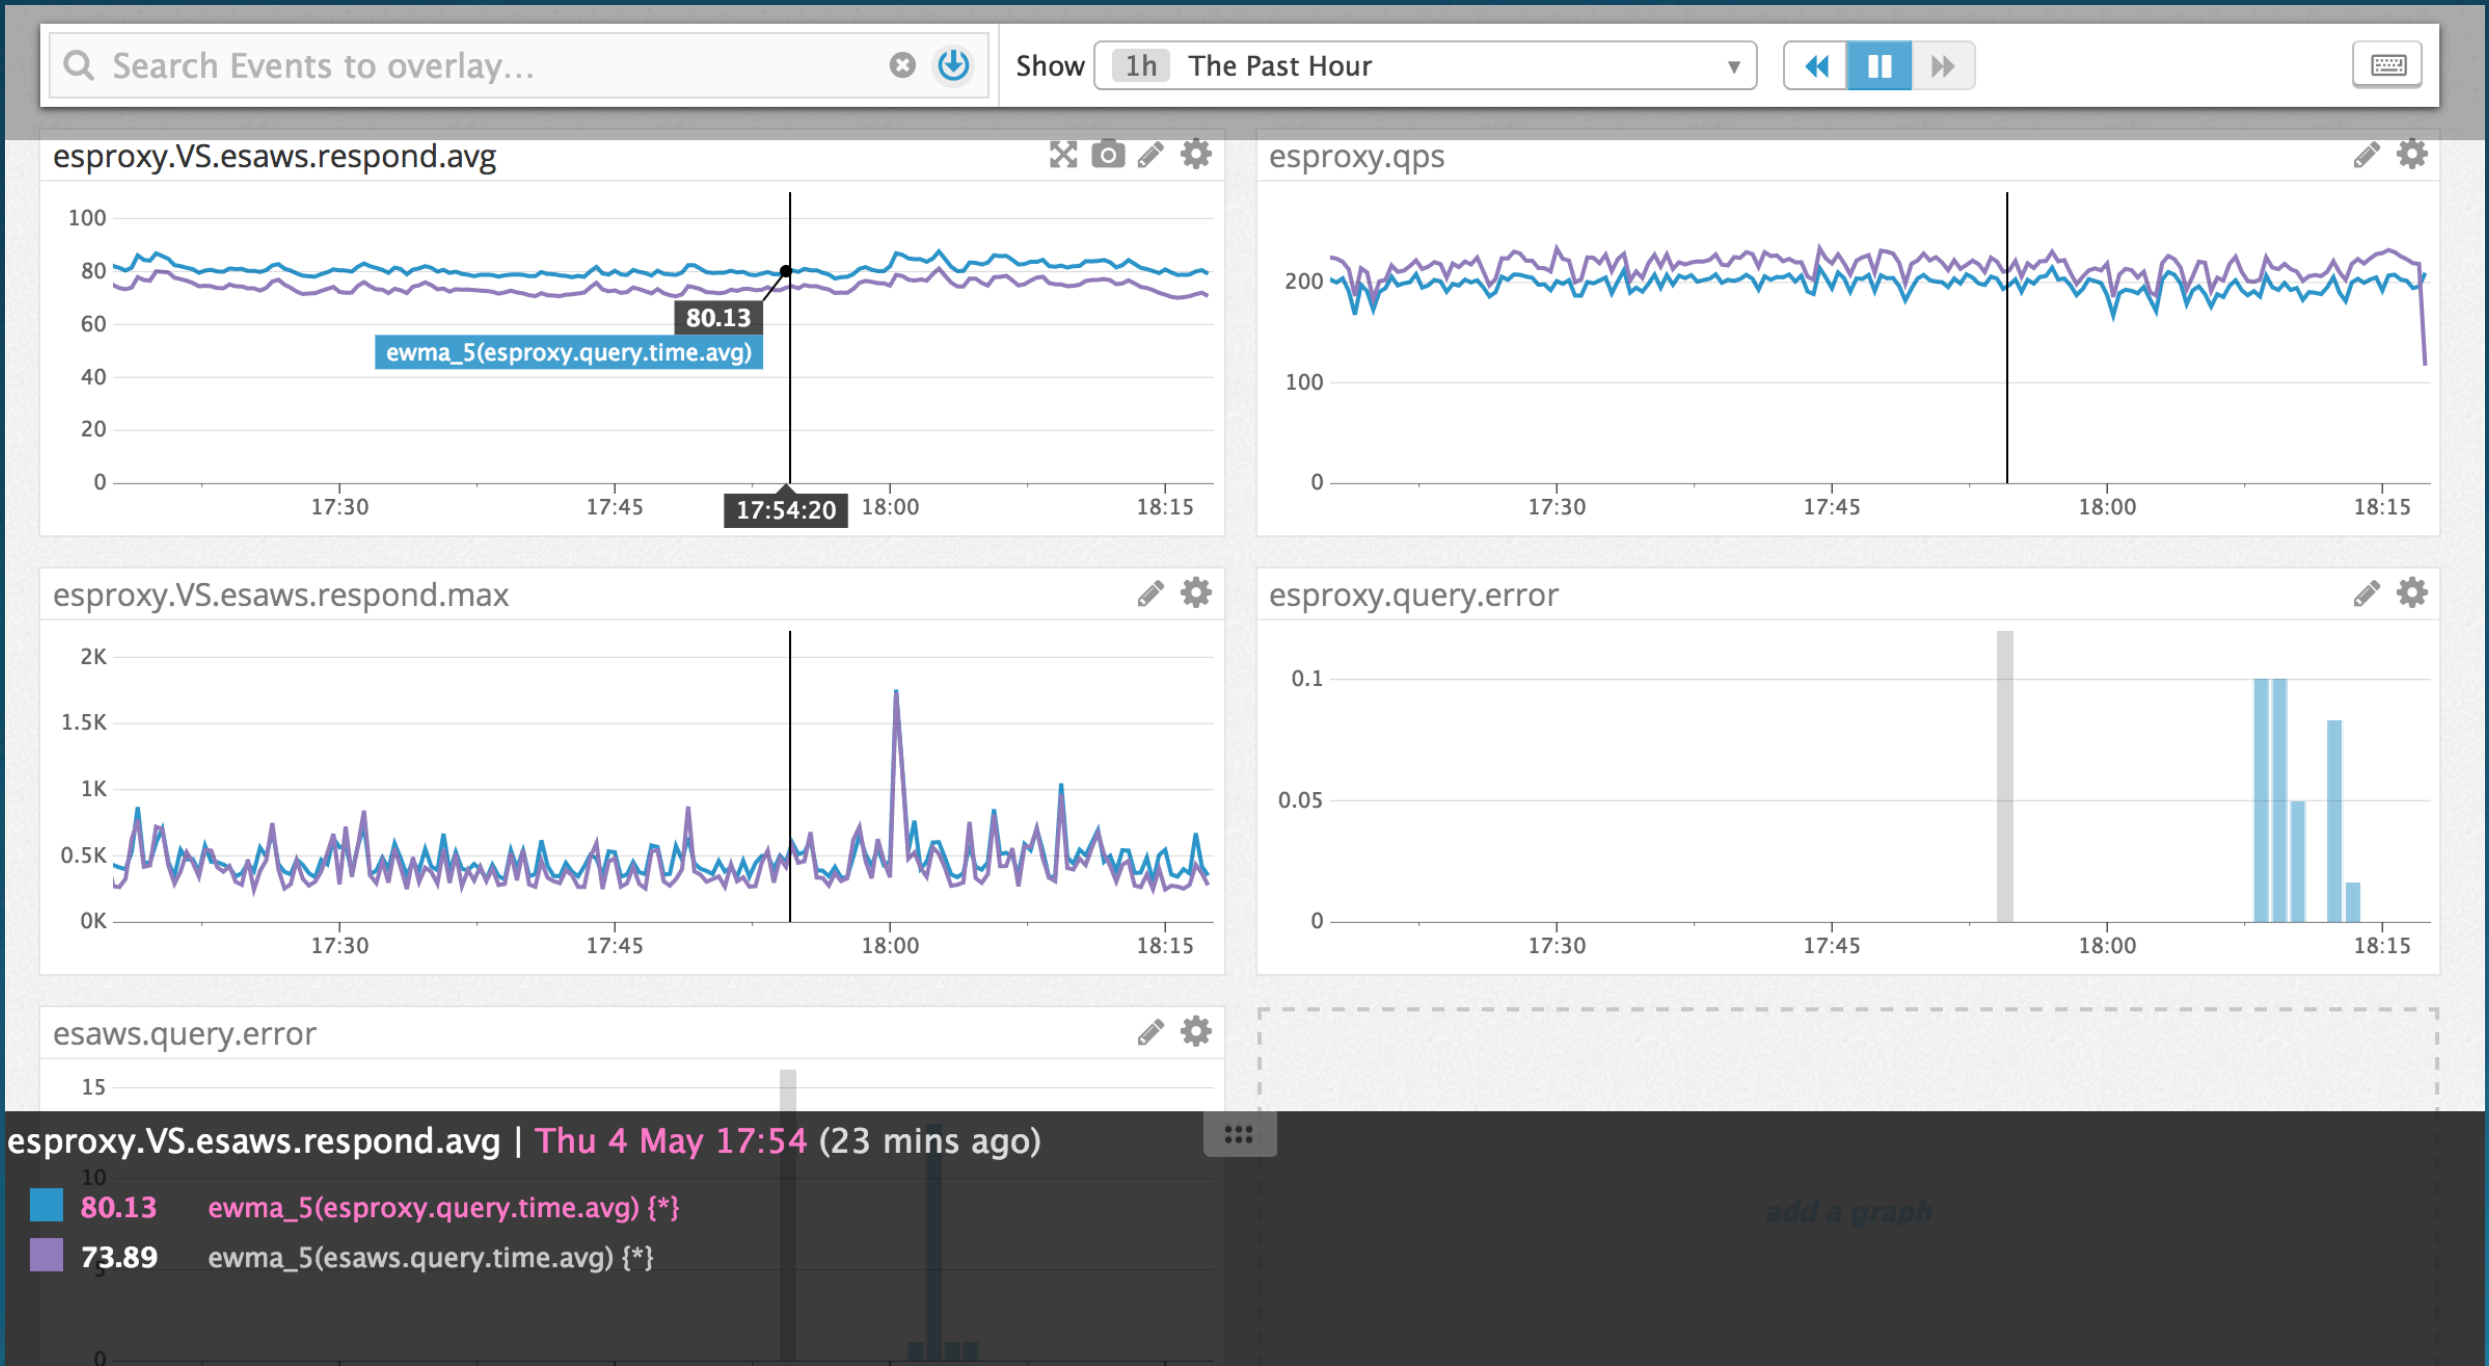 Search Events to overlay...
Show 1h The Past Hour
esproxy.VS.esaws.respond.avg
100
80
60
40
20
0
80.13
ewma_5(esproxy.query.time.avg)
17:30 17:45 17:54:20 18:00 18:15
esproxy.qps
200
100
0
17:30 17:45 18:00 18:15
esproxy.VS.esaws.respond.max
2K
1.5K
1K
0.5K
0K
17:30 17:45 18:00 18:15
esproxy.query.error
0.1
0.05
0
17:30 17:45 18:00 18:15
esaws.query.error
15
10
5
0
esproxy.VS.esaws.respond.avg | Thu 4 May 17:54 (23 mins ago)
80.13 ewma_5(esproxy.query.time.avg) {*}
73.89 ewma_5(esaws.query.time.avg) {*}
add a graph